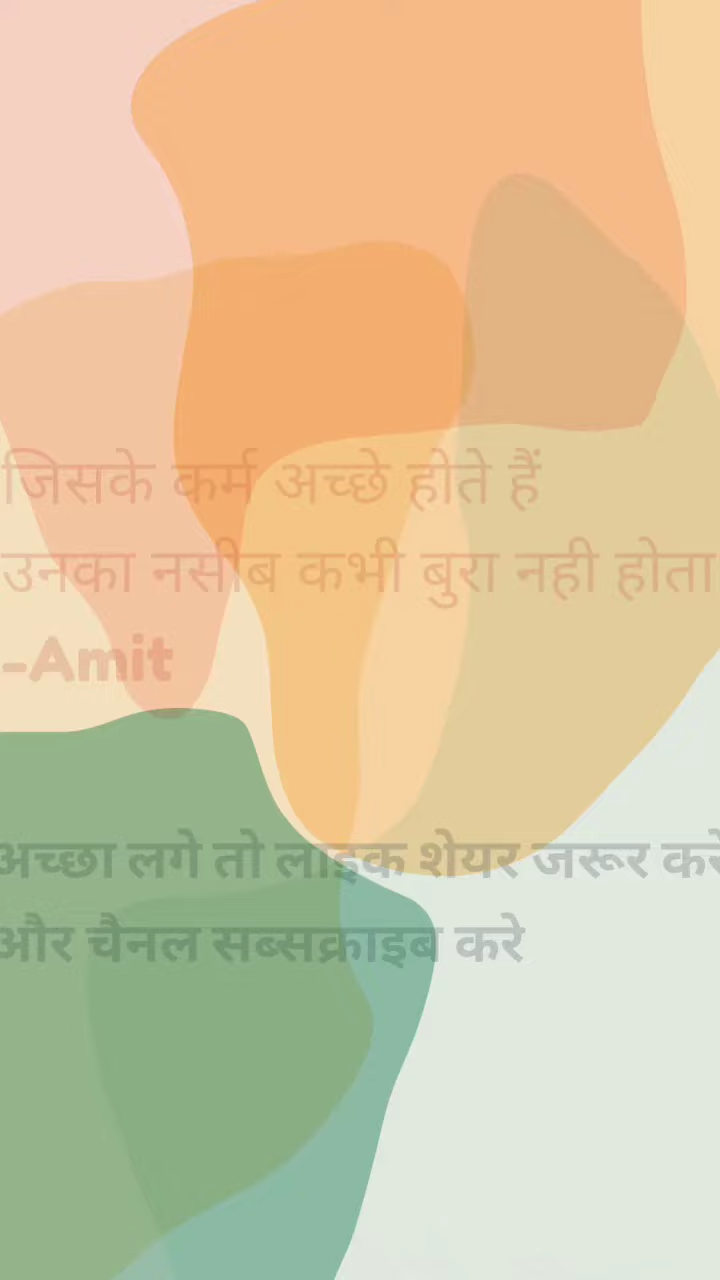 जिसके कर्म अच्छे होते हैं
उनका नसीब कभी बुरा नही होता
-Amit
अच्छा लगे तो लाइक शेयर जरूर करे
और चैनल सब्सक्राइब करे